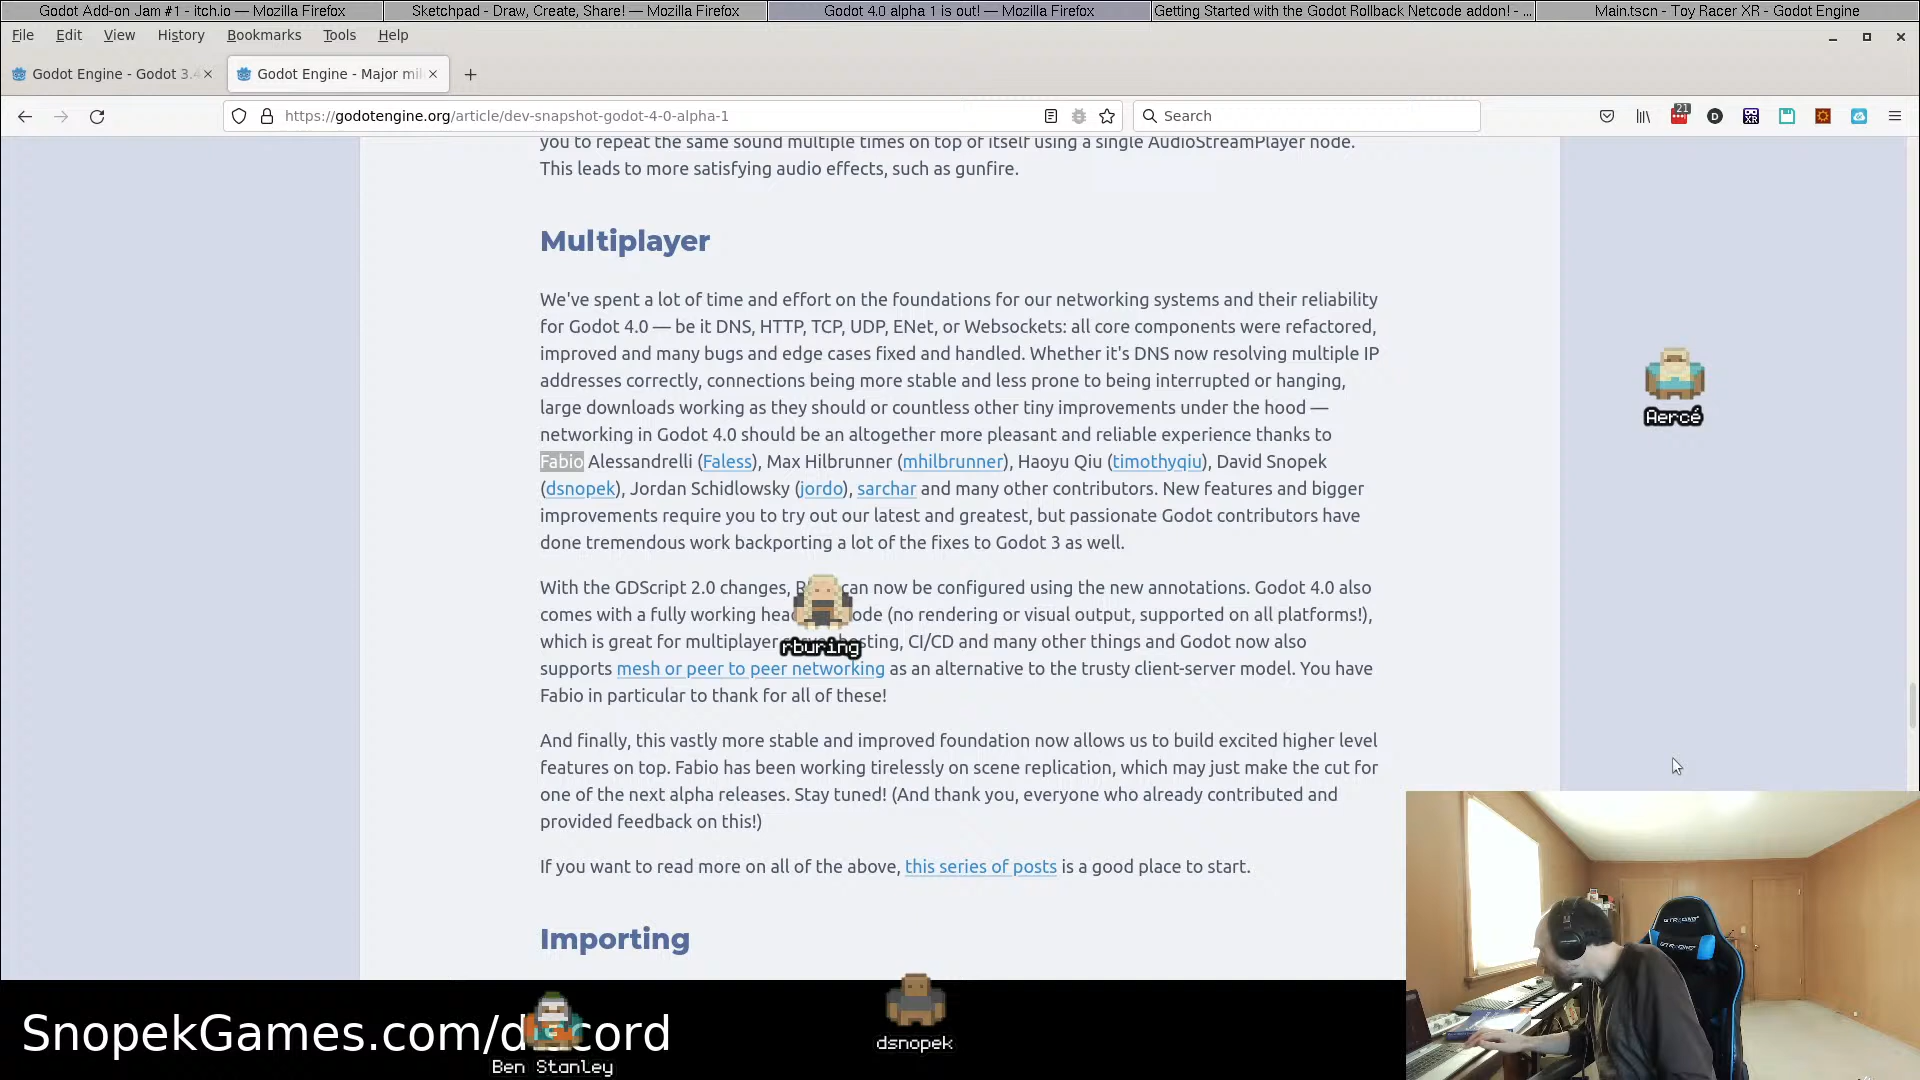 Godot Add-on Jam #1 - itch.io — Mozilla Firefox
Sketchpad - Draw, Create, Share! — Mozilla Firefox
Godot 4.0 alpha 1 is out! — Mozilla Firefox
Getting Started with the Godot Rollback Netcode addon! - ...
Main.tscn - Toy Racer XR - Godot Engine
File Edit View History Bookmarks Tools Help
Godot Engine - Godot 3.4
Godot Engine - Major mil
https://godotengine.org/article/dev-snapshot-godot-4-0-alpha-1
Search
21
you to repeat the same sound multiple times on top of itself using a single AudioStreamPlayer node.
This leads to more satisfying audio effects, such as gunfire.
Multiplayer
We've spent a lot of time and effort on the foundations for our networking systems and their reliability
for Godot 4.0 — be it DNS, HTTP, TCP, UDP, ENet, or Websockets: all core components were refactored,
improved and many bugs and edge cases fixed and handled. Whether it's DNS now resolving multiple IP
addresses correctly, connections being more stable and less prone to being interrupted or hanging,
large downloads working as they should or countless other tiny improvements under the hood —
networking in Godot 4.0 should be an altogether more pleasant and reliable experience thanks to
Fabio Alessandrelli (Faless), Max Hilbrunner (mhilbrunner), Haoyu Qiu (timothyqiu), David Snopek
(dsnopek), Jordan Schidlowsky (jordo), sarchar and many other contributors. New features and bigger
improvements require you to try out our latest and greatest, but passionate Godot contributors have
done tremendous work backporting a lot of the fixes to Godot 3 as well.
With the GDScript 2.0 changes, can now be configured using the new annotations. Godot 4.0 also
comes with a fully working (no rendering or visual output, supported on all platforms!),
which is great for multiplayer hosting, CI/CD and many other things and Godot now also
supports mesh or peer to peer networking as an alternative to the trusty client-server model. You have
Fabio in particular to thank for all of these!
And finally, this vastly more stable and improved foundation now allows us to build excited higher level
features on top. Fabio has been working tirelessly on scene replication, which may just make the cut for
one of the next alpha releases. Stay tuned! (And thank you, everyone who already contributed and
provided feedback on this!)
If you want to read more on all of the above, this series of posts is a good place to start.
Importing
Aercé
rburing
SnopekGames.com/discord
Ben Stanley
dsnopek